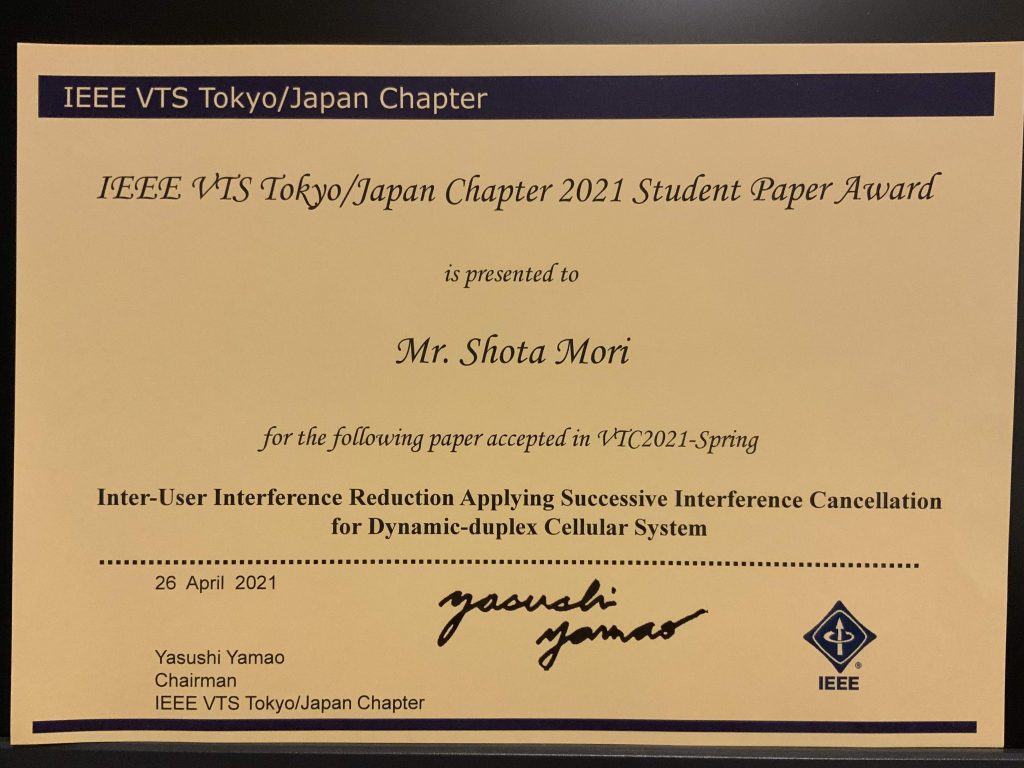 IEEE VTS Tokyo/Japan Chapter
IEEE VTS Tokyo/Japan Chapter 2021 Student Paper Award
is presented to
Mr. Shota Mori
for the following paper accepted in VTC2021-Spring
Inter-User Interference Reduction Applying Successive Interference Cancellation
for Dynamic-duplex Cellular System
26 April 2021
yasushi
yamao
Yasushi Yamao
Chairman
IEEE VTS Tokyo/Japan Chapter
®
IEEE